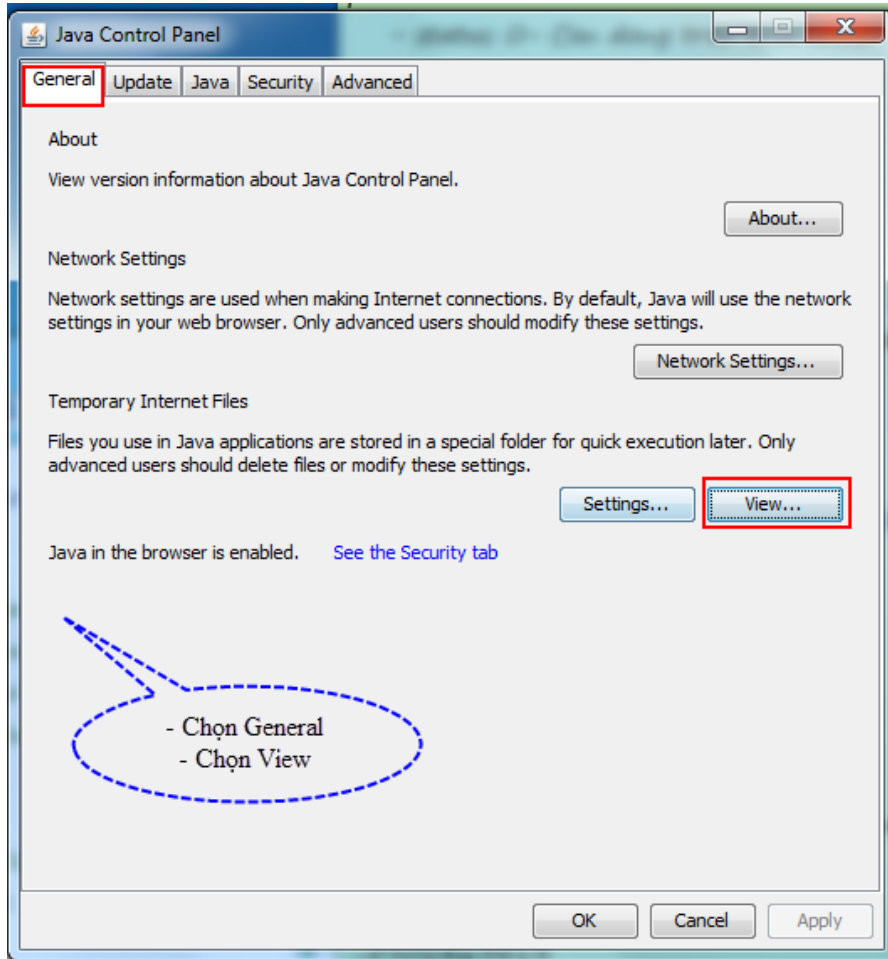 Java Control Panel
General Update Java Security Advanced
About
View version information about Java Control Panel.
About...
Network Settings
Network settings are used when making Internet connections. By default, Java will use the network
settings in your web browser. Only advanced users should modify these settings.
Network Settings...
Temporary Internet Files
Files you use in Java applications are stored in a special folder for quick execution later. Only
advanced users should delete files or modify these settings.
Settings... View...
Java in the browser is enabled. See the Security tab
- Chọn General
- Chọn View
OK Cancel Apply